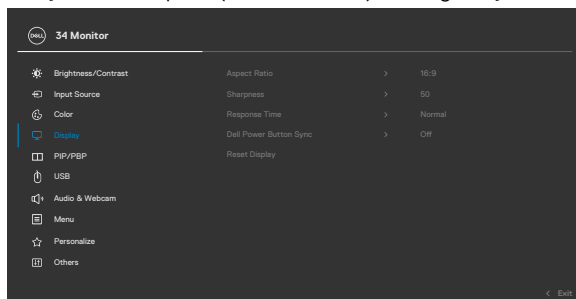 DELL 34 Monitor
Brightness/Contrast Aspect Ratio > 16:9
Input Source Sharpness > 50
Color Response Time > Normal
Display Dell Power Button Sync > Off
PIP/PBP Reset Display
USB
Audio & Webcam
Menu
Personalize
Others
< Exit